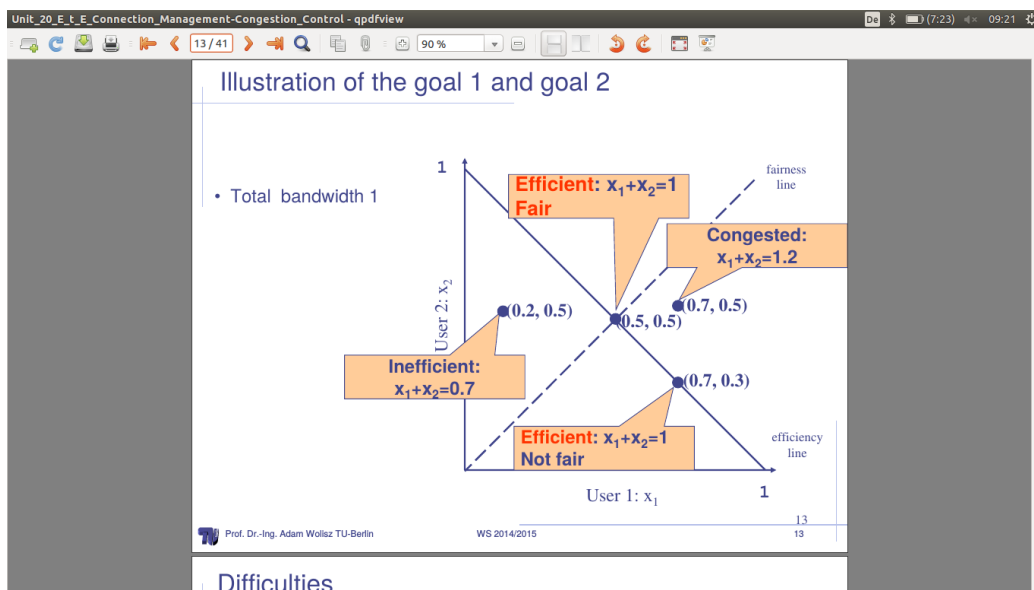 Unit_20_E_t_E_Connection_Management-Congestion_Control - qpdfview
De (7:23) 09:21
13 / 41
90 %
Illustration of the goal 1 and goal 2
• Total bandwidth 1
1
Efficient: x₁+x₂=1
Fair
fairness
line
Congested:
x₁+x₂=1.2
User 2: x₂
(0.2, 0.5)
(0.5, 0.5)
(0.7, 0.5)
Inefficient:
x₁+x₂=0.7
(0.7, 0.3)
Efficient: x₁+x₂=1
Not fair
efficiency
line
User 1: x₁
1
13
Prof. Dr.-Ing. Adam Wolisz TU-Berlin
WS 2014/2015
13
Difficulties